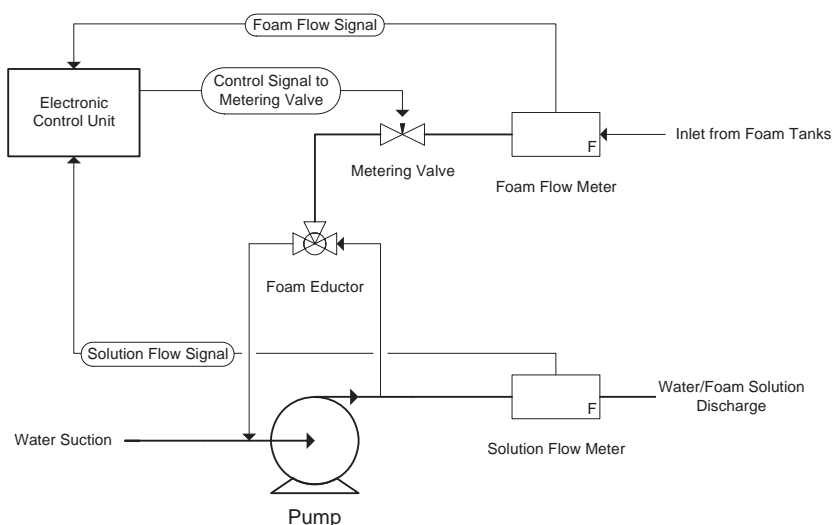 Foam Flow Signal
Electronic
Control Unit
Control Signal to
Metering Valve
F
Inlet from Foam Tanks
Metering Valve
Foam Flow Meter
Foam Eductor
Solution Flow Signal
F
Water/Foam Solution
Discharge
Water Suction
Solution Flow Meter
Pump